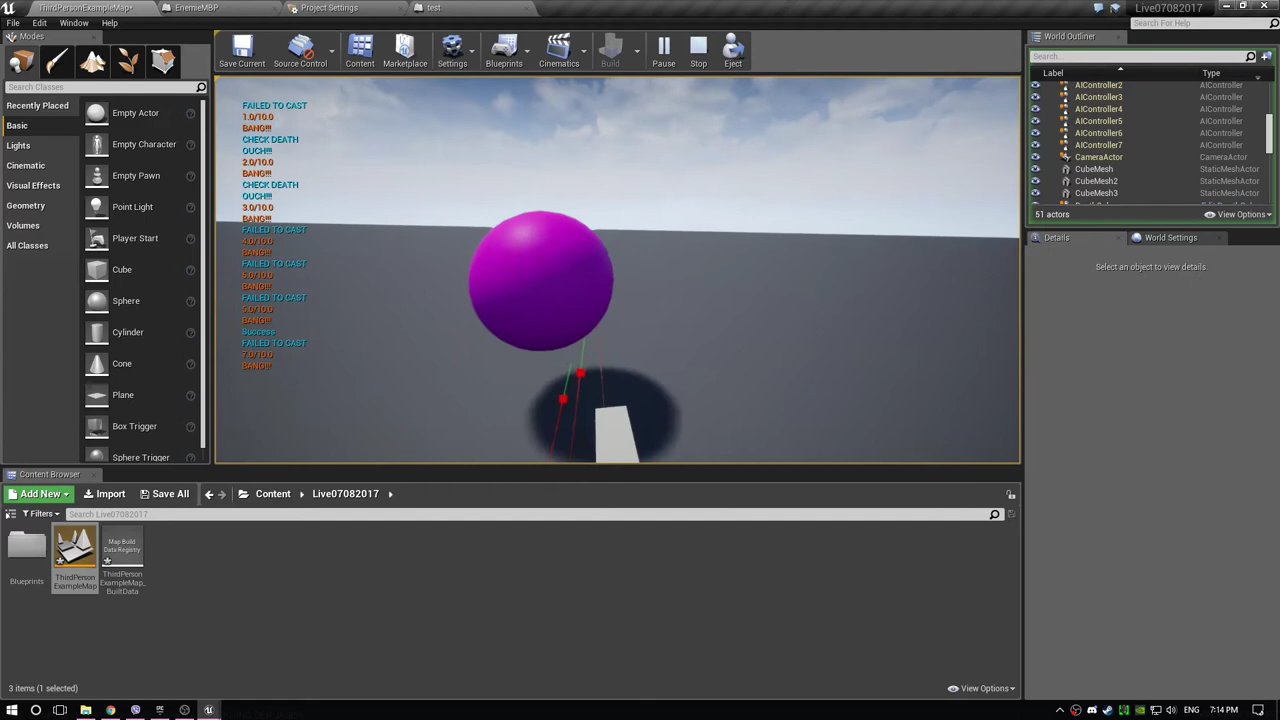 ThirdPersonExampleMap*
EnemieMBP
Project Settings
test
Live07082017
File
Edit
Window
Help
Search For Help
Modes
Search Classes
Recently Placed
Basic
Lights
Cinematic
Visual Effects
Geometry
Volumes
All Classes
Empty Actor
Empty Character
Empty Pawn
Point Light
Player Start
Cube
Sphere
Cylinder
Cone
Plane
Box Trigger
Sphere Trigger
Save Current
Source Control
Content
Marketplace
Settings
Blueprints
Cinematics
Build
Pause
Stop
Eject
FAILED TO CAST
1.0/10.0
BANG!!!
CHECK DEATH
OUCH!!!
2.0/10.0
BANG!!!
CHECK DEATH
OUCH!!!
3.0/10.0
BANG!!!
FAILED TO CAST
4.0/10.0
BANG!!!
FAILED TO CAST
5.0/10.0
BANG!!!
FAILED TO CAST
BANG!!!
Success
FAILED TO CAST
7.0/10.0
BANG!!!
World Outliner
Search...
Label Type
AIController2 AIController
AIController3 AIController
AIController4 AIController
AIController5 AIController
AIController6 AIController
AIController7 AIController
CameraActor CameraActor
CubeMesh StaticMeshActor
CubeMesh2 StaticMeshActor
CubeMesh3 StaticMeshActor
51 actors
View Options
Details
World Settings
Select an object to view details.
Content Browser
Add New
Import
Save All
Content
Live07082017
Filters
Search Live07082017
Blueprints
ThirdPerson
ExampleMap
Map Build
Data Registry
ThirdPerson
ExampleMap_
BuiltData
3 items (1 selected)
View Options
ENG
7:14 PM